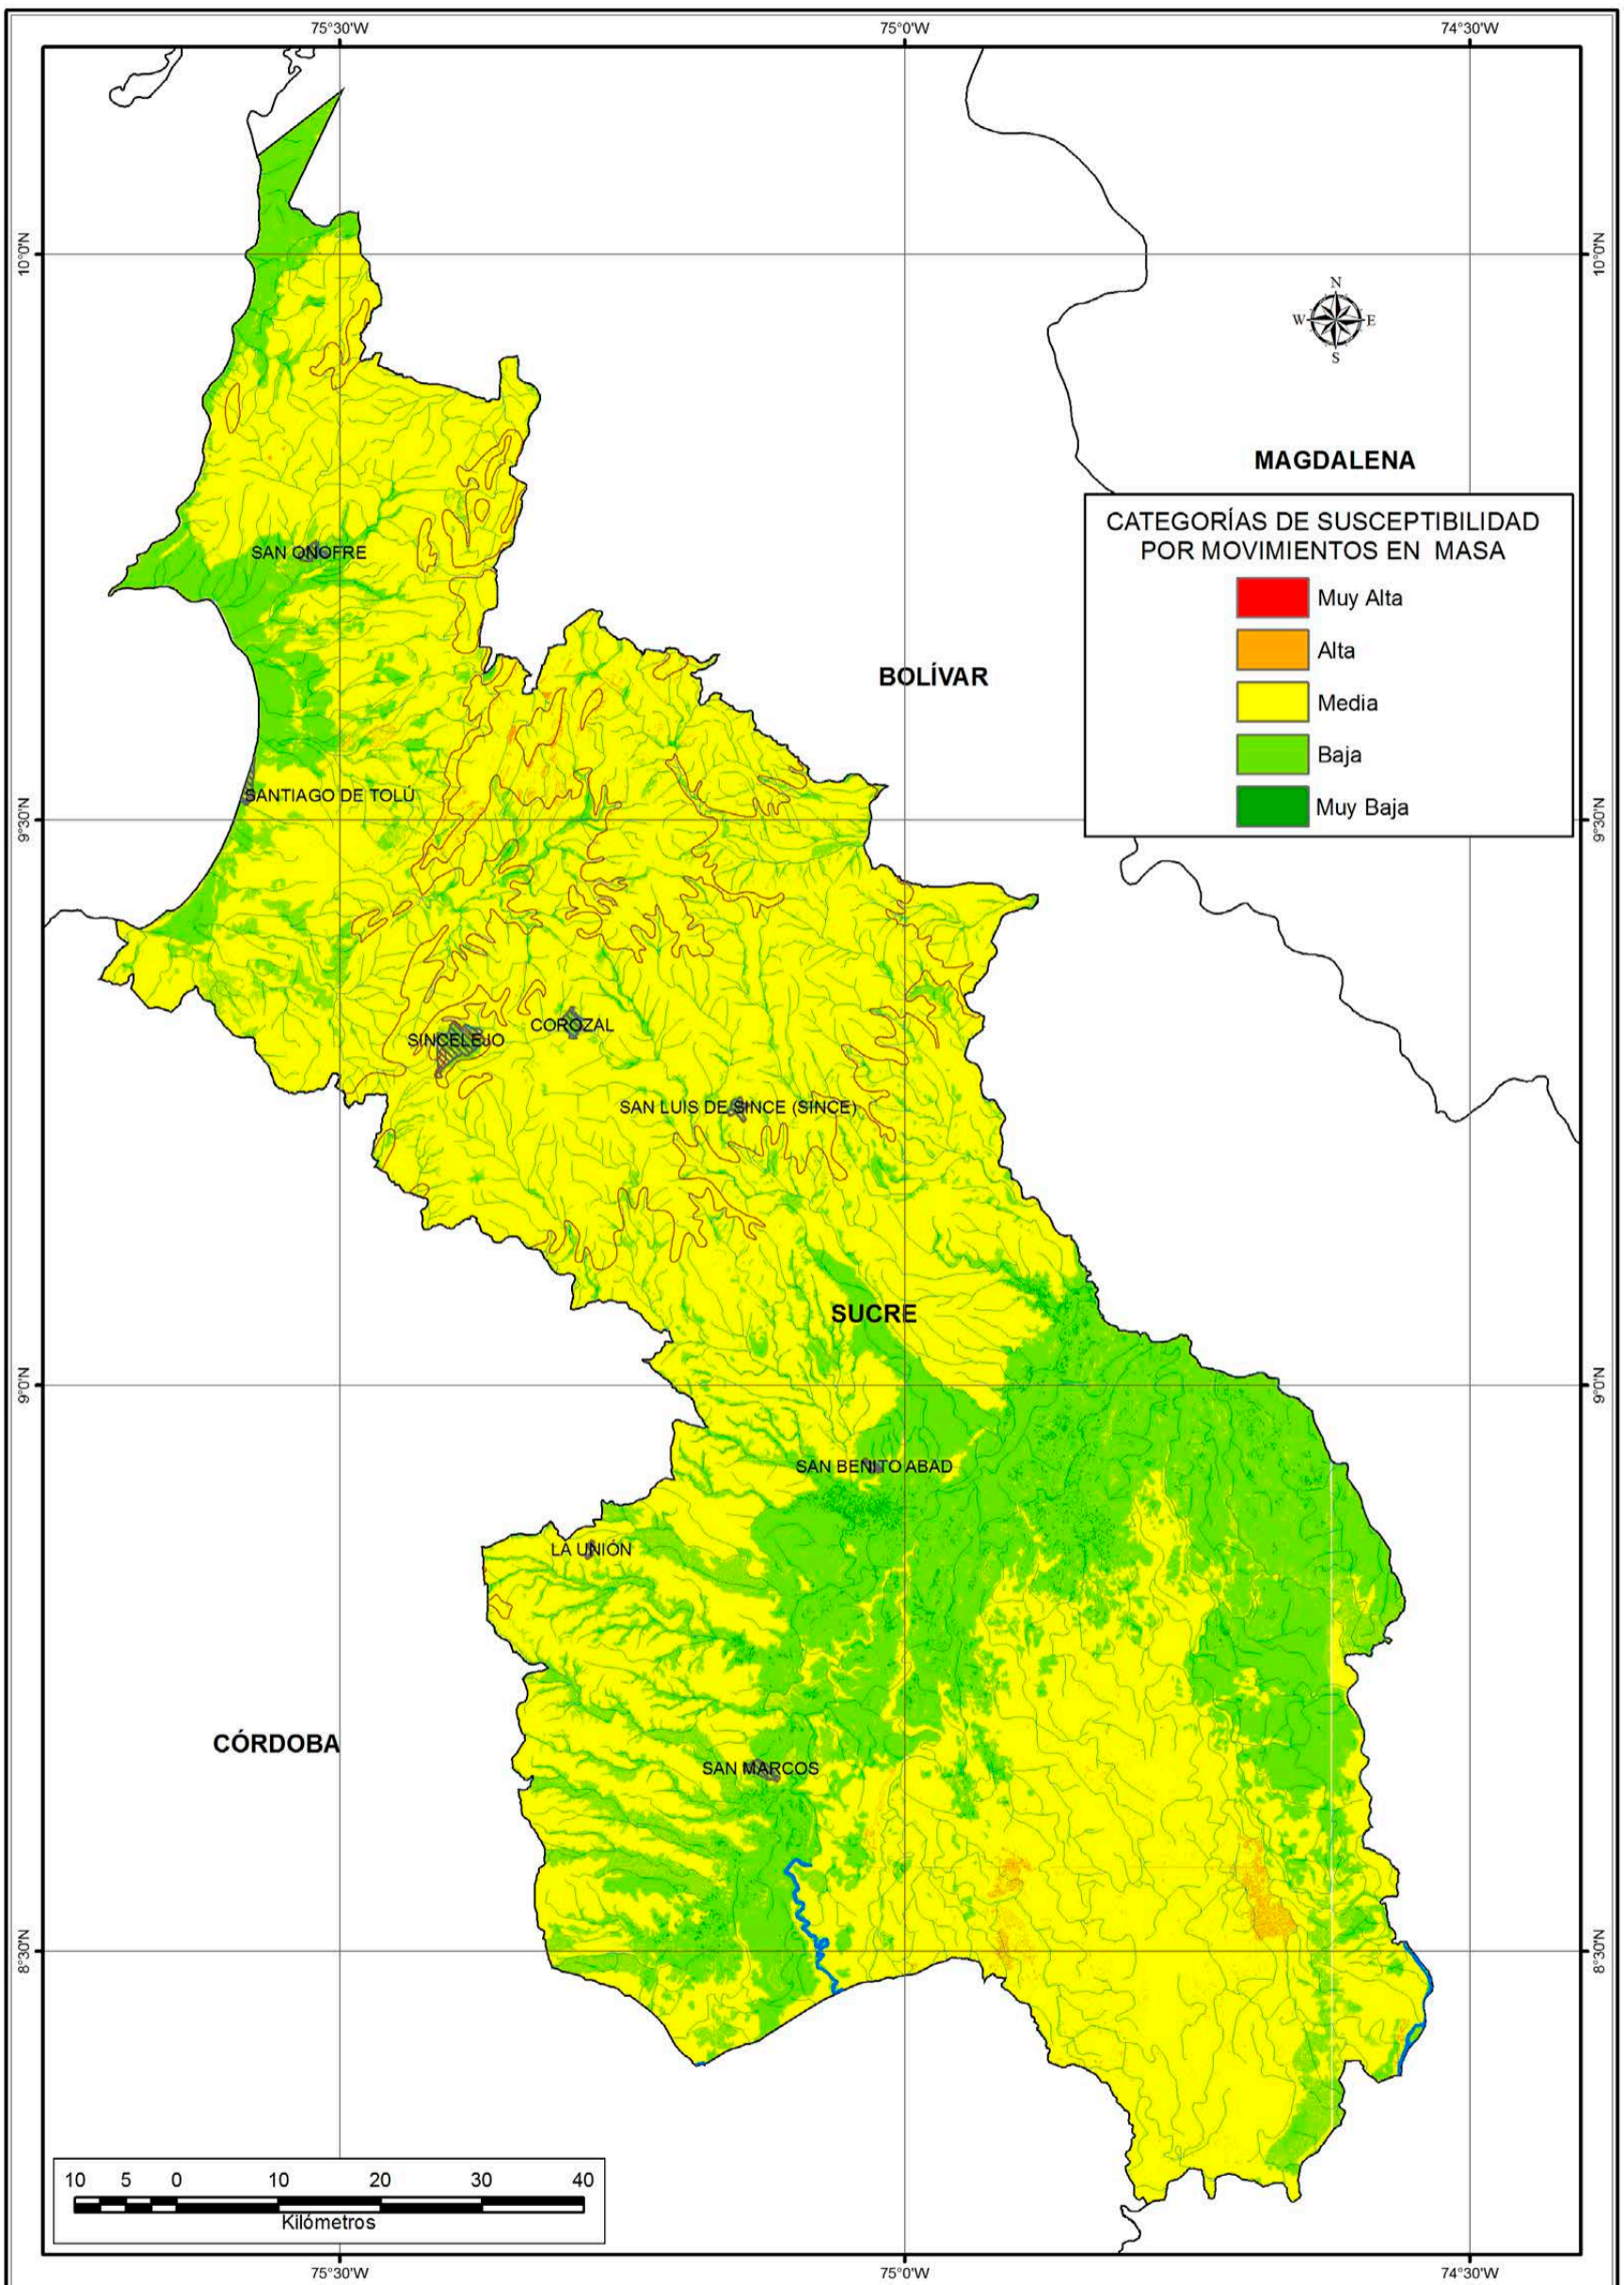 75°30'W
75°0'W
74°30'W
10°0'N
10°0'N
N
W
E
S
MAGDALENA
CATEGORÍAS DE SUSCEPTIBILIDAD
POR MOVIMIENTOS EN MASA
Muy Alta
Alta
Media
Baja
Muy Baja
SAN ONOFRE
BOLÍVAR
SANTIAGO DE TOLÚ
9°30'N
9°30'N
COROZAL
SINCELEJO
SAN LUIS DE SINCE (SINCE)
SUCRE
9°0'N
9°0'N
SAN BENITO ABAD
LA UNIÓN
CÓRDOBA
SAN MARCOS
8°30'N
8°30'N
10 5 0 10 20 30 40
Kilómetros
75°30'W
75°0'W
74°30'W